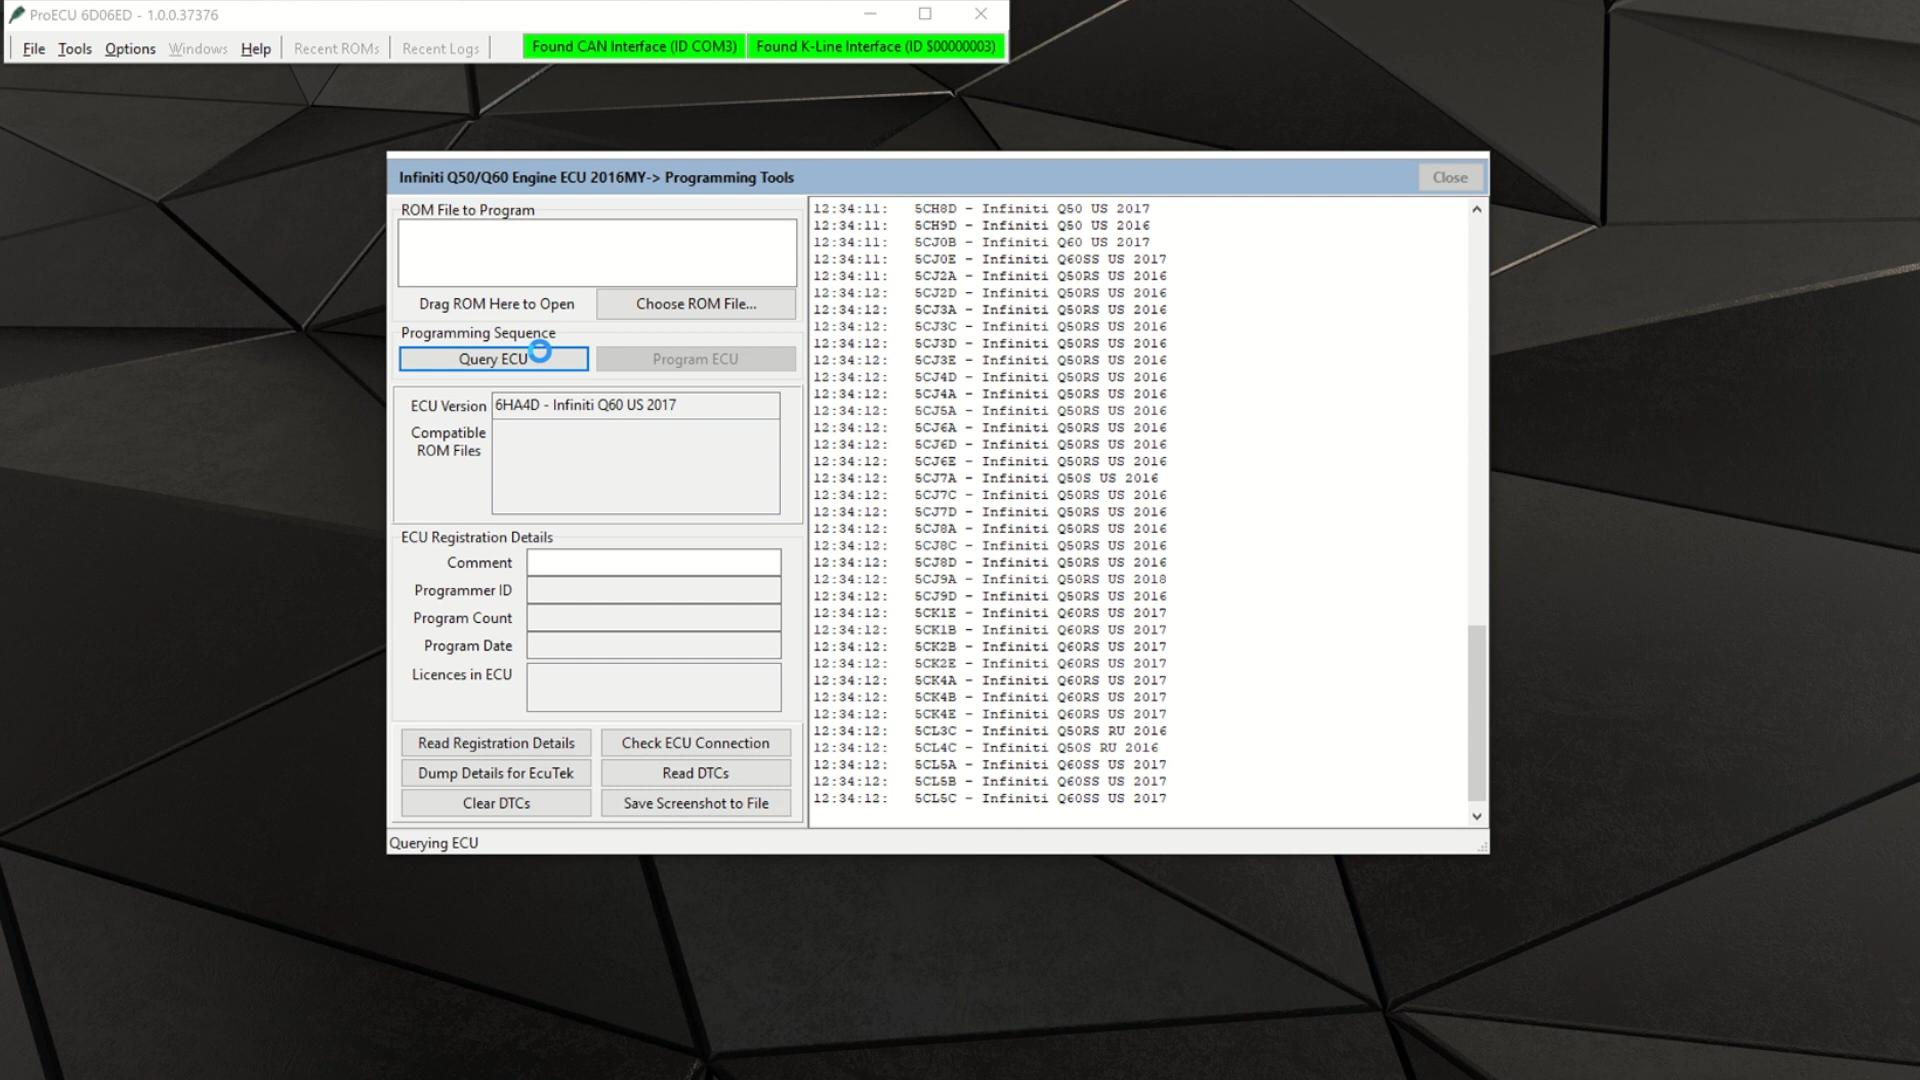 ProECU 6D06ED - 1.0.0.37376
File Tools Options Windows Help Recent ROMs Recent Logs Found CAN Interface (ID COM3) Found K-Line Interface (ID S00000003)
Infiniti Q50/Q60 Engine ECU 2016MY-> Programming Tools Close
ROM File to Program
Drag ROM Here to Open Choose ROM File...
Programming Sequence
Query ECU Program ECU
ECU Version 6HA4D - Infiniti Q60 US 2017
Compatible
ROM Files
ECU Registration Details
Comment
Programmer ID
Program Count
Program Date
Licences in ECU
Read Registration Details Check ECU Connection
Dump Details for EcuTek Read DTCs
Clear DTCs Save Screenshot to File
12:34:11: 5CH8D - Infiniti Q50 US 2017
12:34:11: 5CH9D - Infiniti Q50 US 2016
12:34:11: 5CJ0B - Infiniti Q60 US 2017
12:34:11: 5CJ0E - Infiniti Q60SS US 2017
12:34:11: 5CJ2A - Infiniti Q50RS US 2016
12:34:12: 5CJ2D - Infiniti Q50RS US 2016
12:34:12: 5CJ3A - Infiniti Q50RS US 2016
12:34:12: 5CJ3C - Infiniti Q50RS US 2016
12:34:12: 5CJ3D - Infiniti Q50RS US 2016
12:34:12: 5CJ3E - Infiniti Q50RS US 2016
12:34:12: 5CJ4D - Infiniti Q50RS US 2016
12:34:12: 5CJ4A - Infiniti Q50RS US 2016
12:34:12: 5CJ5A - Infiniti Q50RS US 2016
12:34:12: 5CJ6A - Infiniti Q50RS US 2016
12:34:12: 5CJ6D - Infiniti Q50RS US 2016
12:34:12: 5CJ6E - Infiniti Q50RS US 2016
12:34:12: 5CJ7A - Infiniti Q50S US 2016
12:34:12: 5CJ7C - Infiniti Q50RS US 2016
12:34:12: 5CJ7D - Infiniti Q50RS US 2016
12:34:12: 5CJ8A - Infiniti Q50RS US 2016
12:34:12: 5CJ8C - Infiniti Q50RS US 2016
12:34:12: 5CJ8D - Infiniti Q50RS US 2016
12:34:12: 5CJ9A - Infiniti Q50RS US 2018
12:34:12: 5CJ9D - Infiniti Q50RS US 2016
12:34:12: 5CK1E - Infiniti Q60RS US 2017
12:34:12: 5CK1B - Infiniti Q60RS US 2017
12:34:12: 5CK2B - Infiniti Q60RS US 2017
12:34:12: 5CK2E - Infiniti Q60RS US 2017
12:34:12: 5CK4A - Infiniti Q60RS US 2017
12:34:12: 5CK4B - Infiniti Q60RS US 2017
12:34:12: 5CK4E - Infiniti Q60RS US 2017
12:34:12: 5CL3C - Infiniti Q50RS RU 2016
12:34:12: 5CL4C - Infiniti Q50S RU 2016
12:34:12: 5CL5A - Infiniti Q60SS US 2017
12:34:12: 5CL5B - Infiniti Q60SS US 2017
12:34:12: 5CL5C - Infiniti Q60SS US 2017
Querying ECU